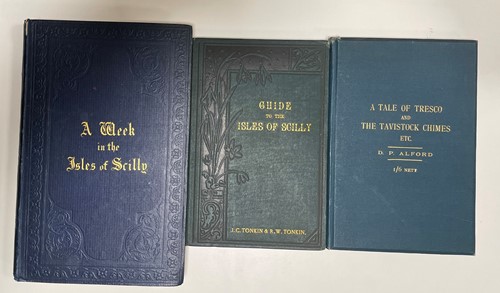 A Week
in the
Isles of Scilly
GUIDE
TO THE
ISLES OF SCILLY
J.C. TONKIN & R.W. TONKIN.
A TALE OF TRESCO
AND
THE TAVISTOCK CHIMES
ETC.
D. P. ALFORD
1/6 NETT